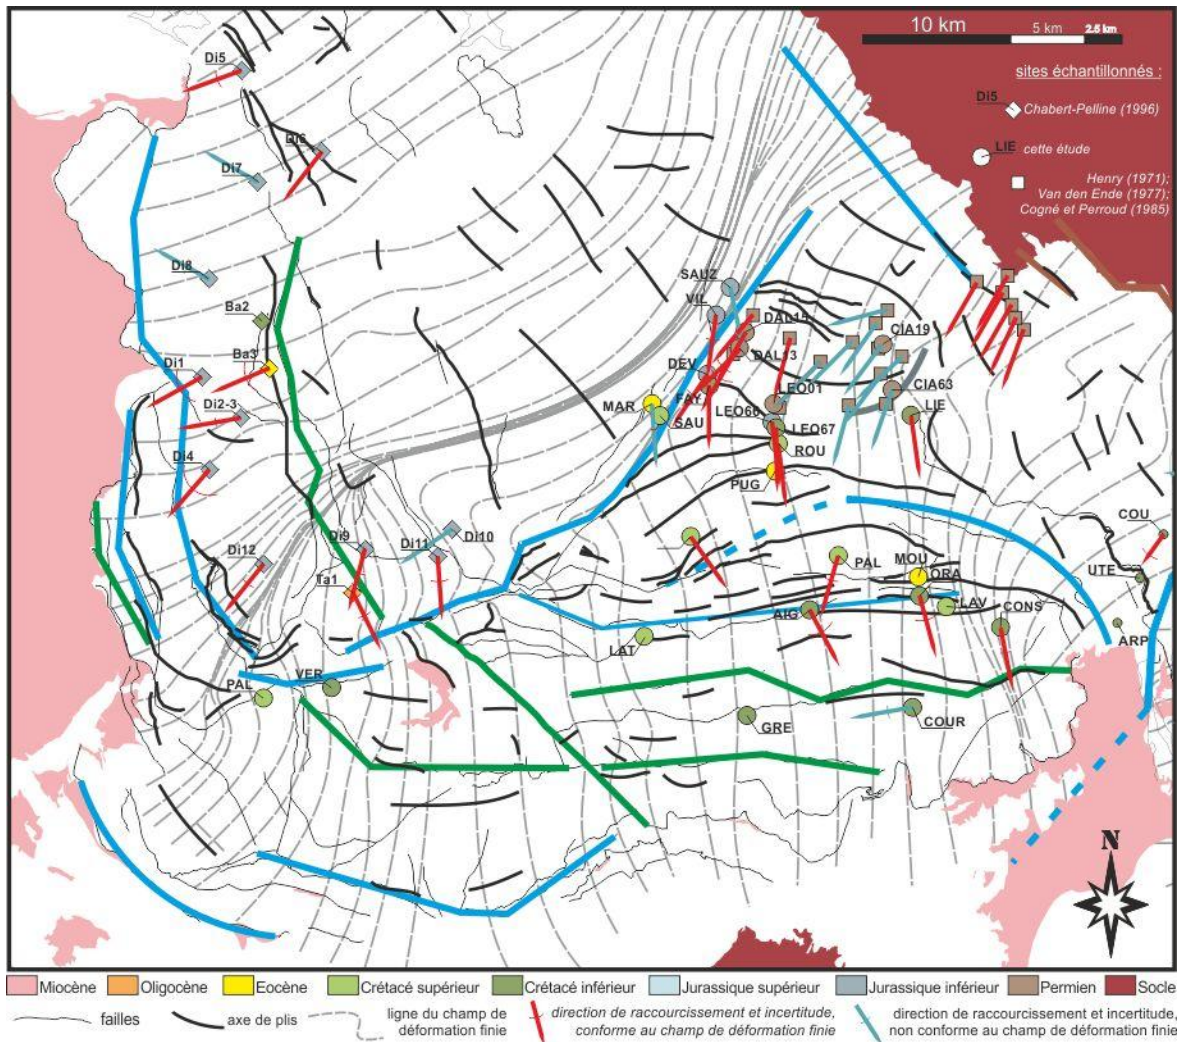 10 km
5 km
2.5 km
sites échantillonnés :
Di5
Chabert-Pelline (1996)
LIE
cette étude
Henry (1971);
Van den Ende (1977);
Cogné et Perroud (1985)
Di5
Di6
Di7
Di8
SAU2
VIL
Ba2
DAL15
CIA19
DAL13
Ba3
Di1
DEV
LEO01
CIA63
FAY
MAR
Di2-3
SAU
LEO66
LIE
LEO67
ROU
Di4
PUG
COU
Di9
Di11
Di10
Di12
PAL
MOU
UTE
Ta1
ORA
LAV
AIG
CONS
ARP
LAT
VER
PAL
GRE
COUR
N
Miocène
Oligocène
Eocène
Crétacé supérieur
Crétacé inférieur
Jurassique supérieur
Jurassique inférieur
Permien
Socle
failles
axe de plis
ligne du champ de
déformation finie
direction de raccourcissement et incertitude,
conforme au champ de déformation finie
direction de raccourcissement et incertitude,
non conforme au champ de déformation finie